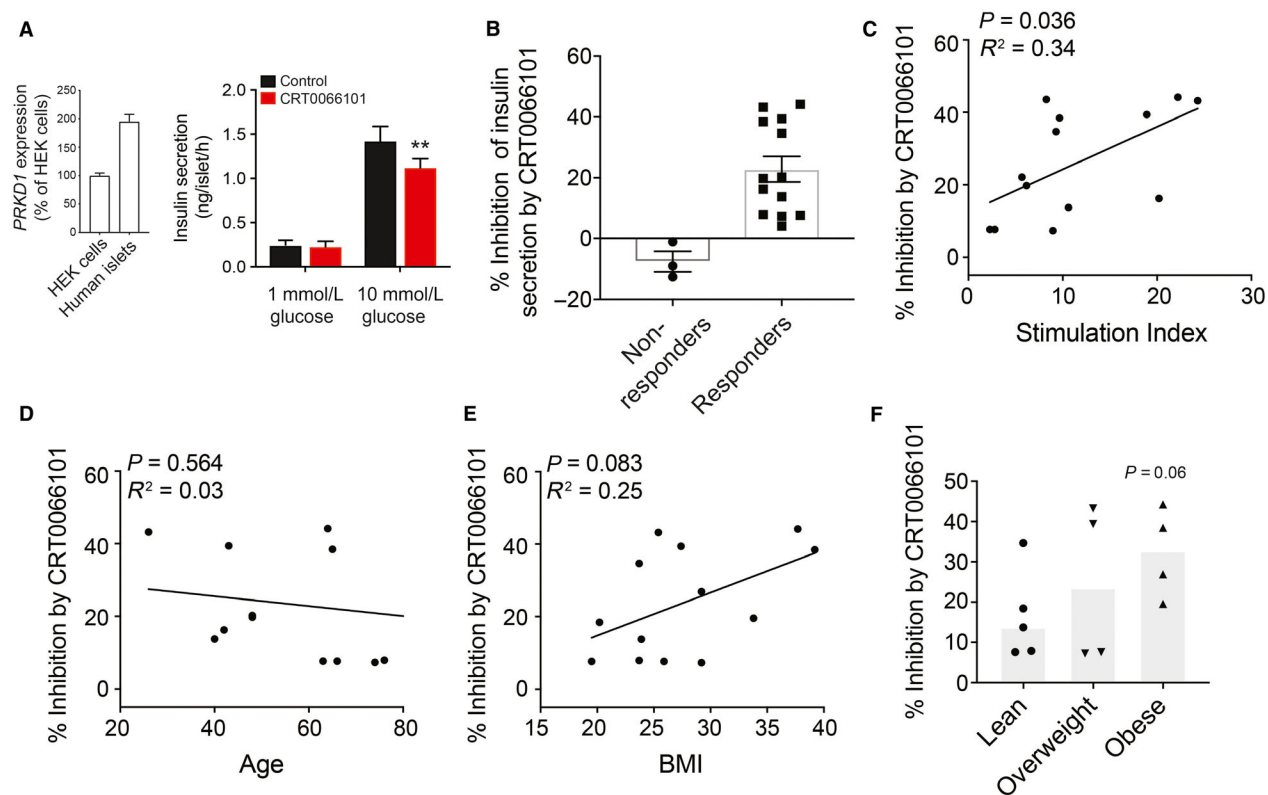 A
PRKD1 expression
(% of HEK cells)
250
200
150
100
50
0
HEK cells
Human islets
Control
CRT0066101
Insulin secretion
(ng/islet/h)
2.0
1.5
1.0
0.5
0.0
**
1 mmol/L
glucose
10 mmol/L
glucose
B
% Inhibition of insulin
secretion by CRT0066101
60
40
20
0
–20
Non-
responders
Responders
C
P = 0.036
R² = 0.34
% Inhibition by CRT0066101
60
40
20
0
0 10 20 30
Stimulation Index
D
P = 0.564
R² = 0.03
% Inhibition by CRT0066101
60
40
20
0
20 40 60 80
Age
E
P = 0.083
R² = 0.25
% Inhibition by CRT0066101
60
40
20
0
15 20 25 30 35 40
BMI
F
P = 0.06
% Inhibition by CRT0066101
50
40
30
20
10
0
Lean
Overweight
Obese